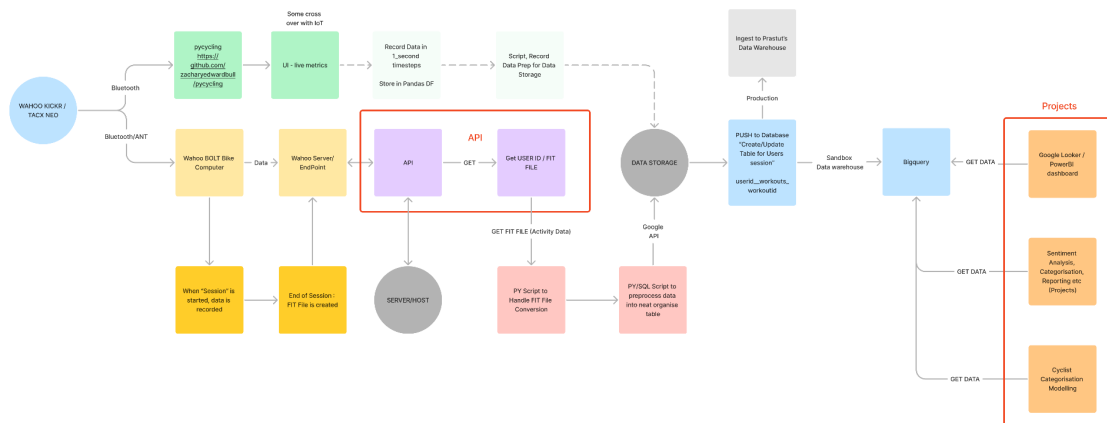 Some cross
over with IoT
pycycling
https://
github.com/
zacharyedwardbull
/pycycling
UI - live metrics
Record Data in
1_second
timesteps
Store in Pandas DF
Script, Record
Data Prep for Data
Storage
Ingest to Prastut's
Data Warehouse
Bluetooth
Production
WAHOO KICKR /
TACX NEO
Bluetooth/ANT
Projects
API
Wahoo BOLT Bike
Computer
Data
Wahoo Server/
EndPoint
API
GET
Get USER ID / FIT
FILE
DATA STORAGE
PUSH to Database
"Create/Update
Table for Users
session"
userid__workouts_
workoutid
Sandbox
Data warehouse
Bigquery
GET DATA
Google Looker /
PowerBI
dashboard
GET FIT FILE (Activity Data)
Google
API
When "Session" is
started, data is
recorded
End of Session :
FIT File is created
SERVER/HOST
PY Script to
Handle FIT File
Conversion
PY/SQL Script to
preprocess data
into neat organise
table
GET DATA
Sentiment
Analysis,
Categorisation,
Reporting etc
(Projects)
GET DATA
Cyclist
Categorisation
Modelling